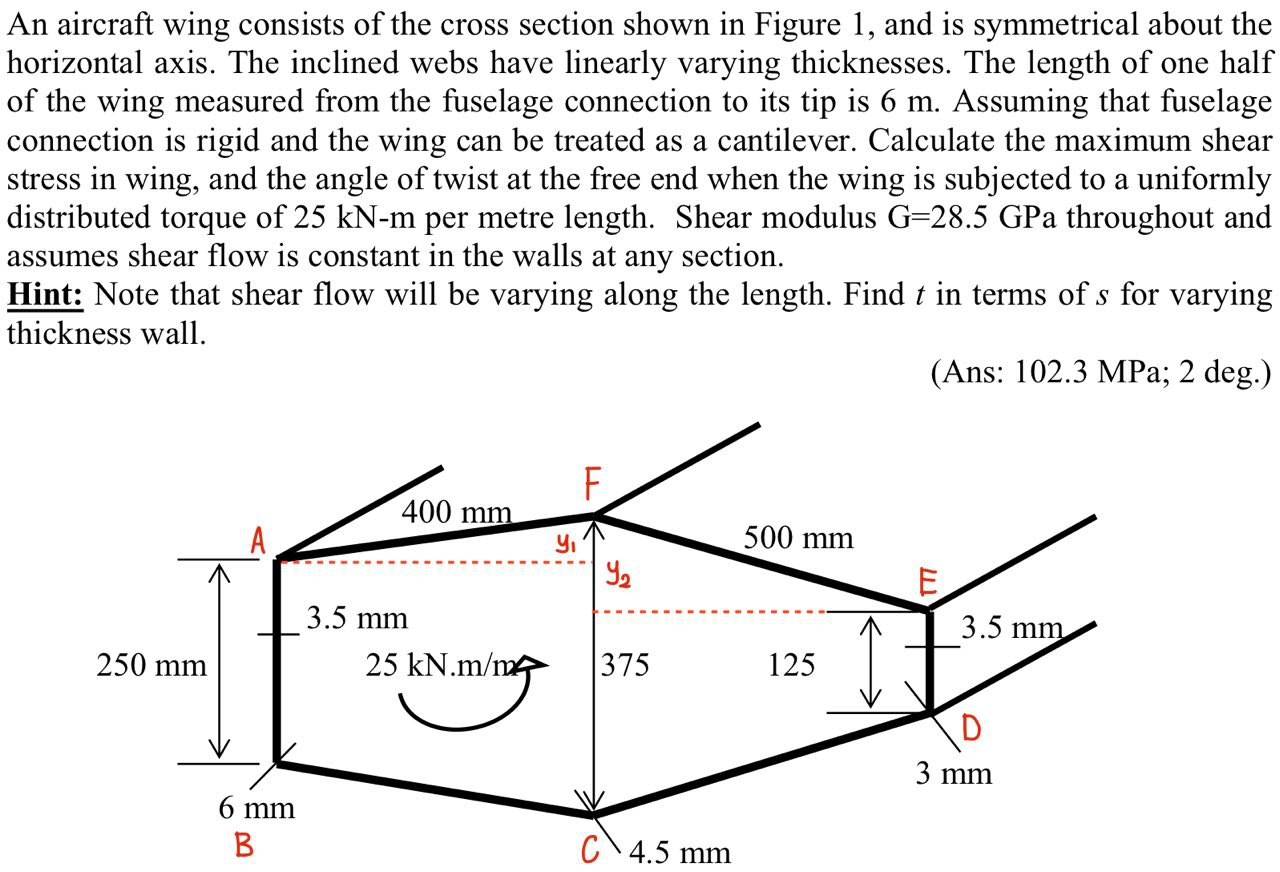 An aircraft wing consists of the cross section shown in Figure 1, and is symmetrical about the
horizontal axis. The inclined webs have linearly varying thicknesses. The length of one half
of the wing measured from the fuselage connection to its tip is 6 m. Assuming that fuselage
connection is rigid and the wing can be treated as a cantilever. Calculate the maximum shear
stress in wing, and the angle of twist at the free end when the wing is subjected to a uniformly
distributed torque of 25 kN-m per metre length. Shear modulus G=28.5 GPa throughout and
assumes shear flow is constant in the walls at any section.
Hint: Note that shear flow will be varying along the length. Find t in terms of s for varying
thickness wall.
(Ans: 102.3 MPa; 2 deg.)
F
400 mm
A
y₁
500 mm
y₂
E
3.5 mm
3.5 mm
250 mm
25 kN.m/m
375
125
D
3 mm
6 mm
B
C
4.5 mm